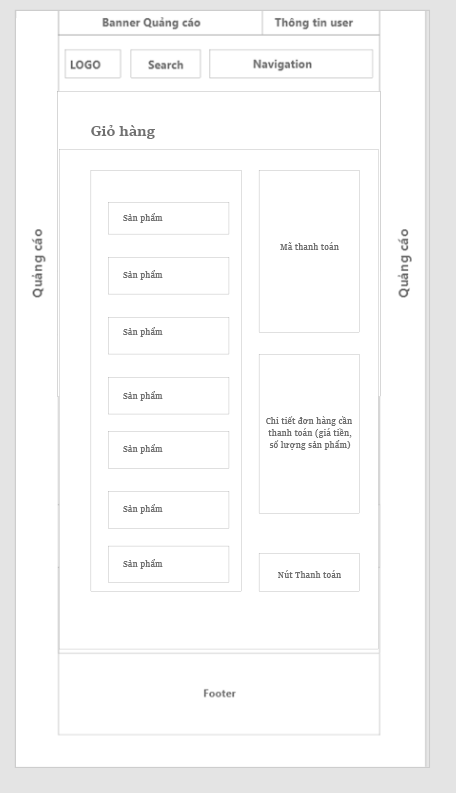 Banner Quảng cáo
Thông tin user
LOGO
Search
Navigation
Giỏ hàng
Quảng cáo
Sản phẩm
Sản phẩm
Sản phẩm
Sản phẩm
Sản phẩm
Sản phẩm
Sản phẩm
Mã thanh toán
Chi tiết đơn hàng cần
thanh toán (giá tiền,
số lượng sản phẩm)
Nút Thanh toán
Quảng cáo
Footer